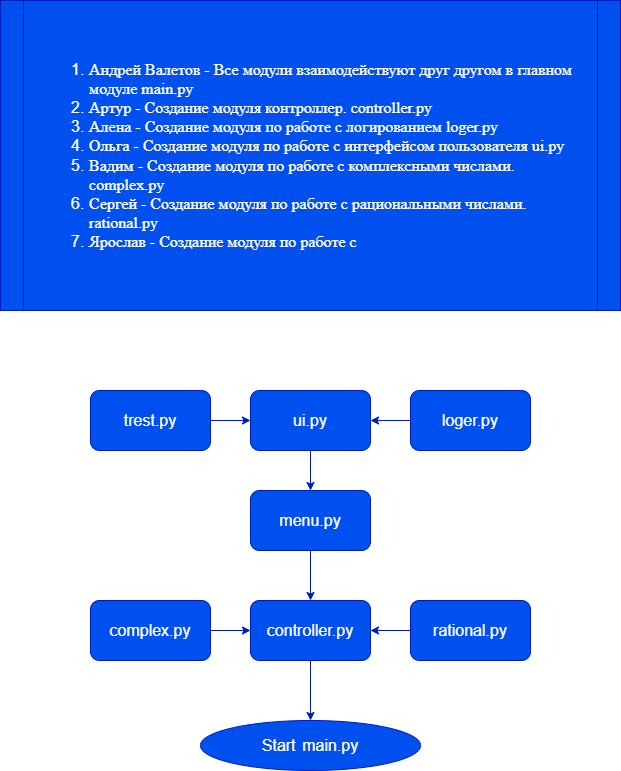 1. Андрей Валетов - Все модули взаимодействуют друг другом в главном
модуле main.py
2. Артур - Создание модуля контроллер. controller.py
3. Алена - Создание модуля по работе с логированием loger.py
4. Ольга - Создание модуля по работе с интерфейсом пользователя ui.py
5. Вадим - Создание модуля по работе с комплексными числами.
complex.py
6. Сергей - Создание модуля по работе с рациональными числами.
rational.py
7. Ярослав - Создание модуля по работе с
trest.py
ui.py
loger.py
menu.py
complex.py
controller.py
rational.py
Start main.py